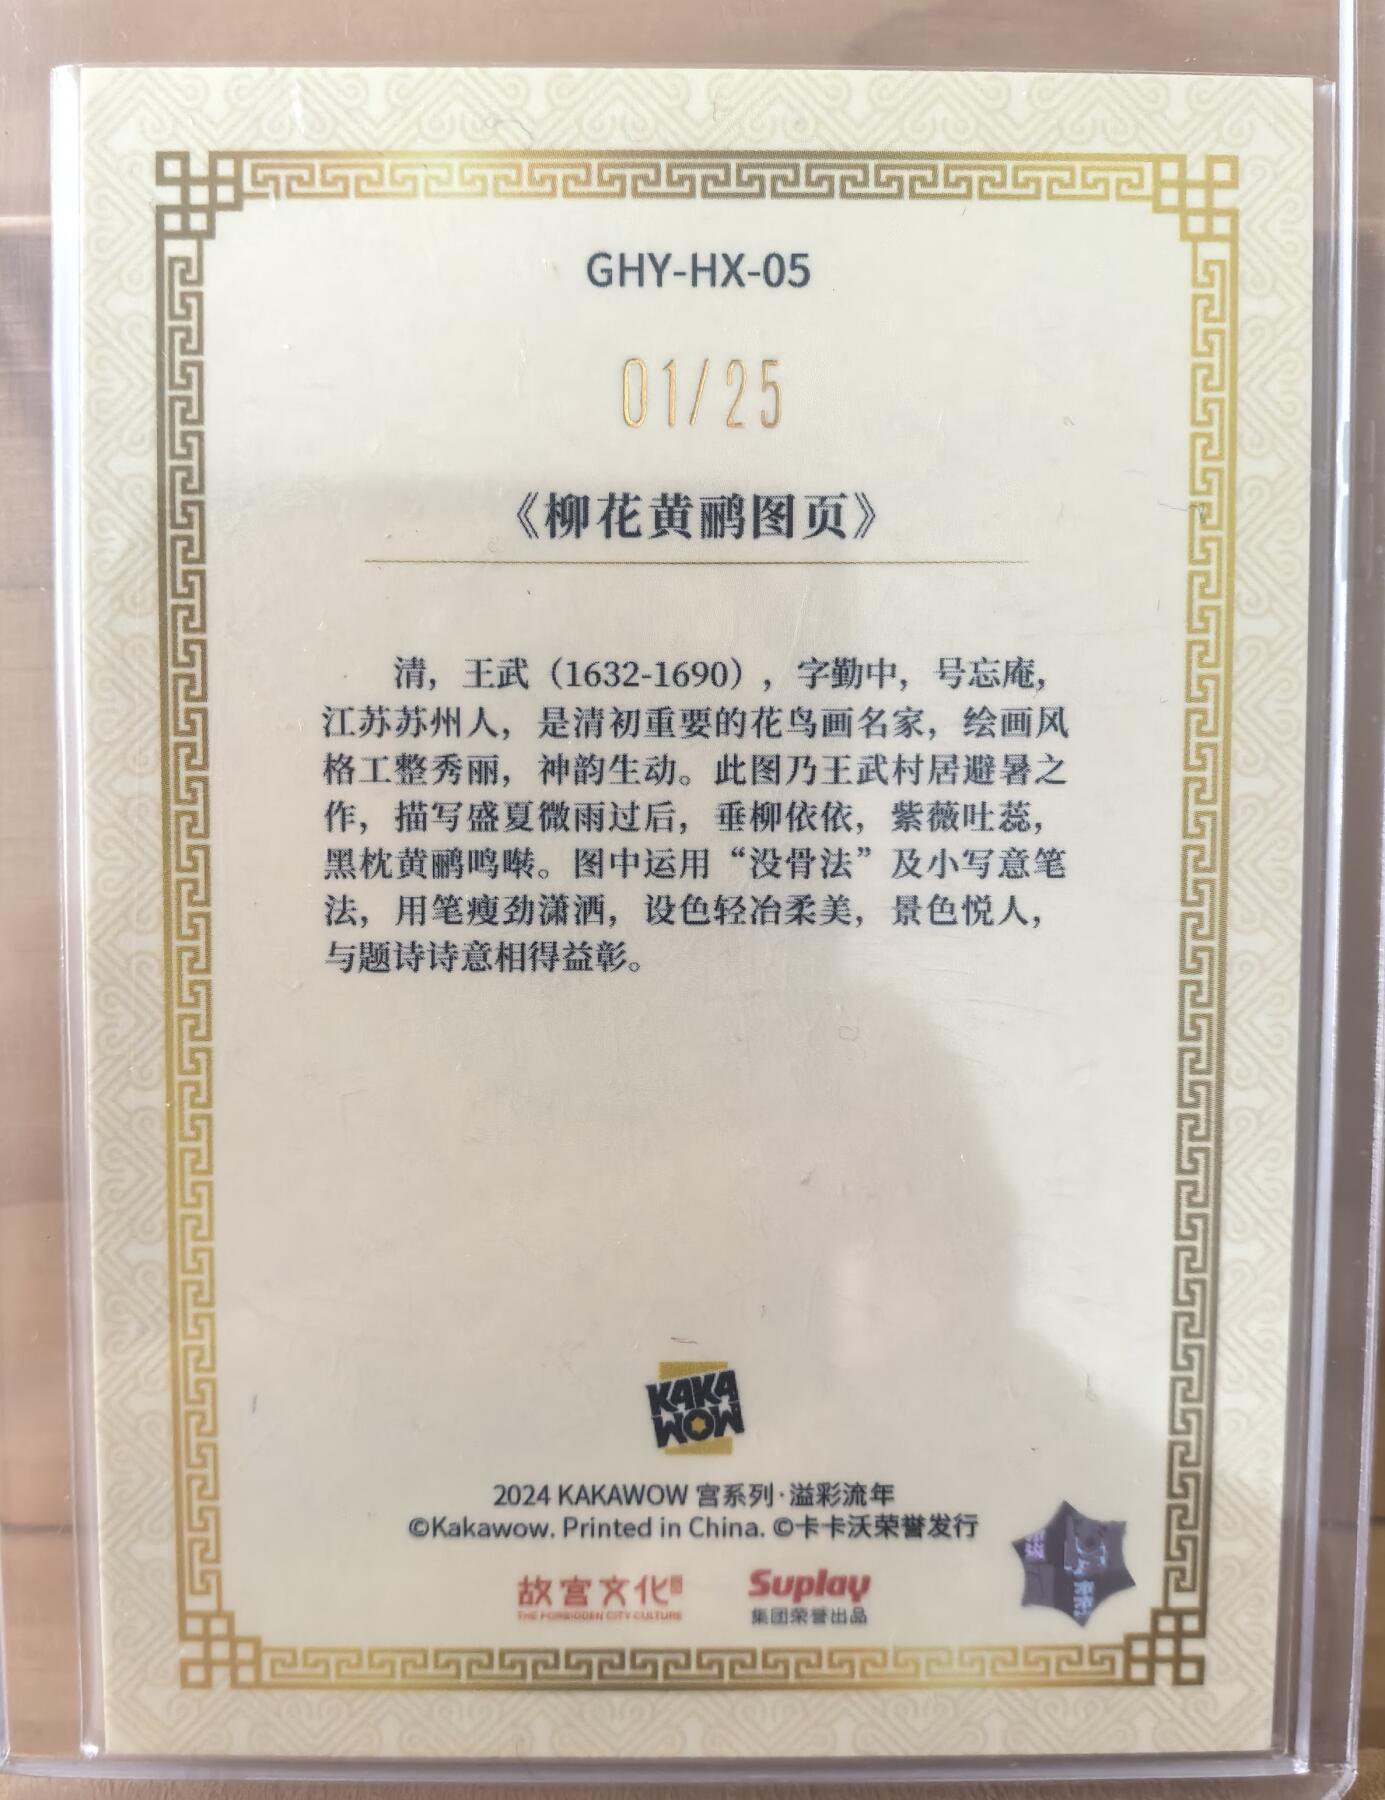 GHY-HX-05
01/25
《柳花黄鹂图页》
清，王武（1632-1690），字勤中，号忘庵，
江苏苏州人，是清初重要的花鸟画名家，绘画风
格工整秀丽，神韵生动。此图乃王武村居避暑之
作，描写盛夏微雨过后，垂柳依依，紫薇吐蕊，
黑枕黄鹂鸣啭。图中运用“没骨法”及小写意笔
法，用笔瘦劲潇洒，设色轻冶柔美，景色悦人，
与题诗诗意相得益彰。
KAKA
WOW
2024 KAKAWOW 宫系列·溢彩流年
©Kakawow. Printed in China. ©卡卡沃荣誉发行
故宫文化
THE FORBIDDEN CITY CULTURE
Suplay
集团荣誉出品